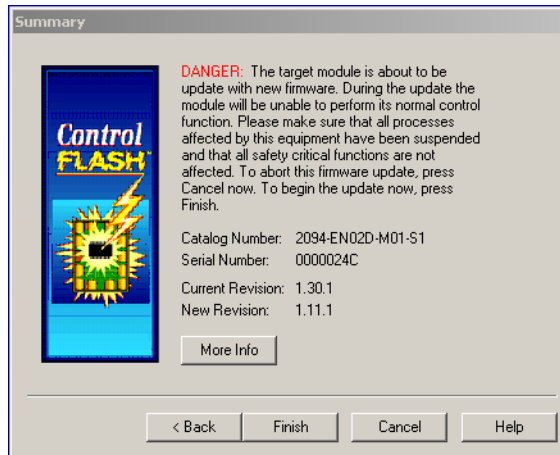 Summary
DANGER: The target module is about to be
update with new firmware. During the update the
module will be unable to perform its normal control
function. Please make sure that all processes
affected by this equipment have been suspended
and that all safety critical functions are not
affected. To abort this firmware update, press
Cancel now. To begin the update now, press
Finish.
Control
FLASH
Catalog Number: 2094-EN02D-M01-S1
Serial Number: 0000024C
Current Revision: 1.30.1
New Revision: 1.11.1
More Info
< Back
Finish
Cancel
Help